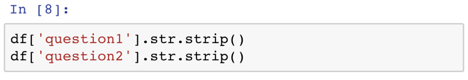 In [8]:
df['question1'].str.strip()
df['question2'].str.strip()